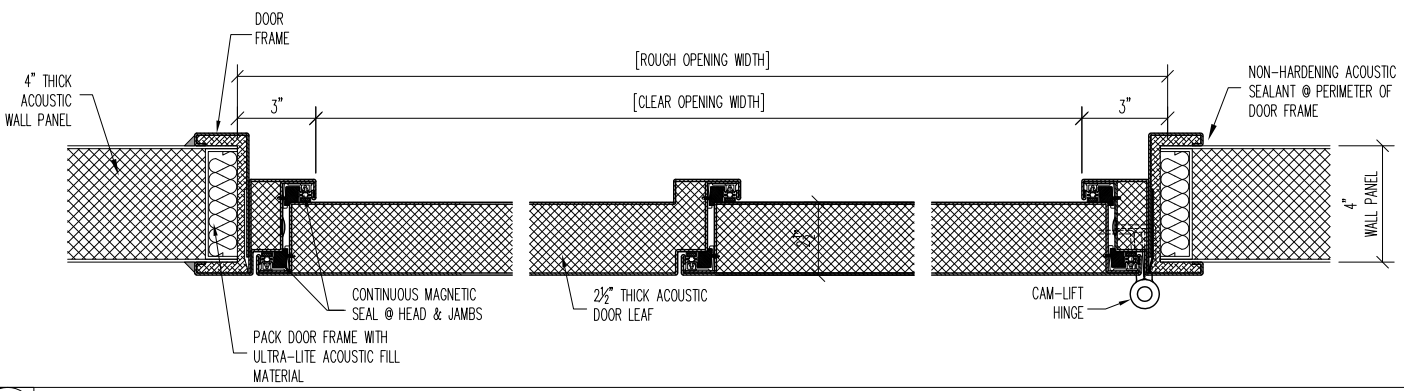 DOOR
FRAME
[ROUGH OPENING WIDTH]
4" THICK
ACOUSTIC
WALL PANEL
3"
[CLEAR OPENING WIDTH]
3"
NON-HARDENING ACOUSTIC
SEALANT @ PERIMETER OF
DOOR FRAME
4"
WALL PANEL
2½"
CONTINUOUS MAGNETIC
SEAL @ HEAD & JAMBS
2½" THICK ACOUSTIC
DOOR LEAF
CAM-LIFT
HINGE
PACK DOOR FRAME WITH
ULTRA-LITE ACOUSTIC FILL
MATERIAL